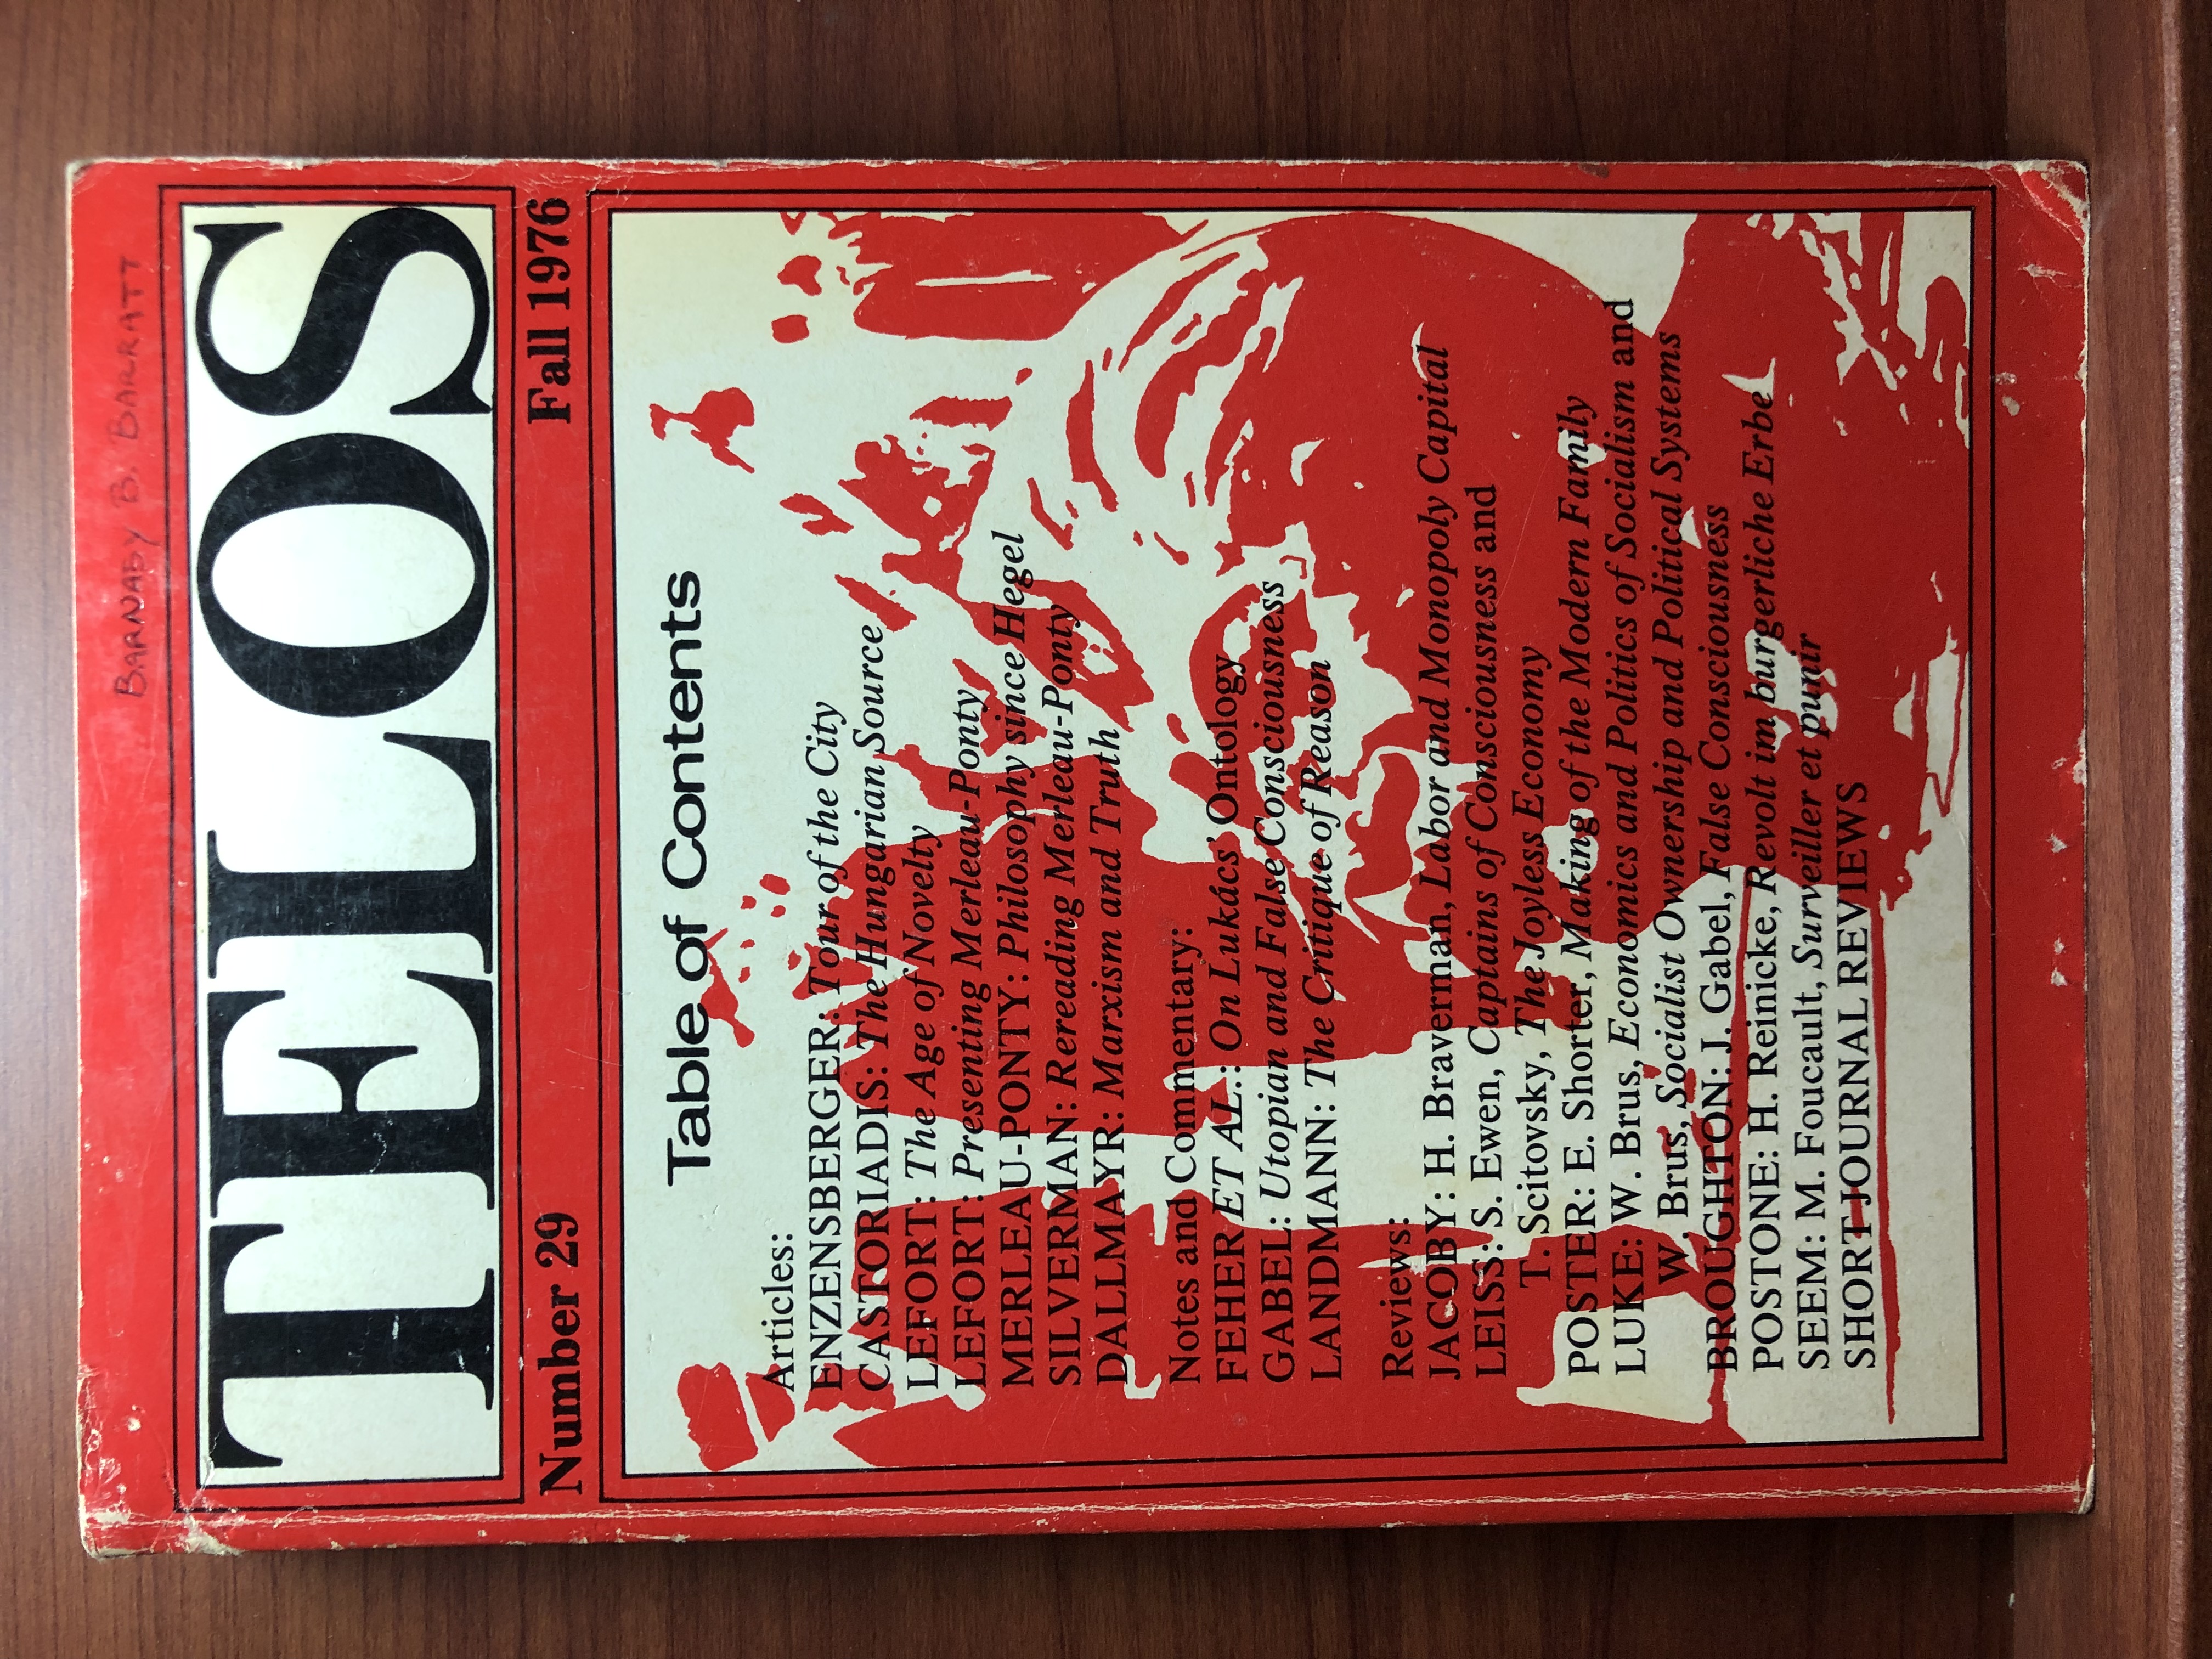 BARNABY B. BARRATT
TELOS
Number 29 Fall 1976
Table of Contents
Articles:
ENZENSBERGER: Tour of the City
CASTORIADIS: The Hungarian Source
LEFORT: The Age of Novelty
LEFORT: Presenting Merleau-Ponty
MERLEAU-PONTY: Philosophy since Hegel
SILVERMAN: Rereading Merleau-Ponty
DALLMAYR: Marxism and Truth
Notes and Commentary:
FEHER ET AL.: On Lukács' Ontology
GABEL: Utopian and False Consciousness
LANDMANN: The Critique of Reason
Reviews:
JACOBY: H. Braverman, Labor and Monopoly Capital
LEISS: S. Ewen, Captains of Consciousness and
T. Scitovsky, The Joyless Economy
POSTER: E. Shorter, Making of the Modern Family
LUKE: W. Brus, Economics and Politics of Socialism and
W. Brus, Socialist Ownership and Political Systems
BROUGHTON: J. Gabel, False Consciousness
POSTONE: H. Reinicke, Revolt im burgerliche Erbe
SEEM: M. Foucault, Surveiller et punir
SHORT JOURNAL REVIEWS